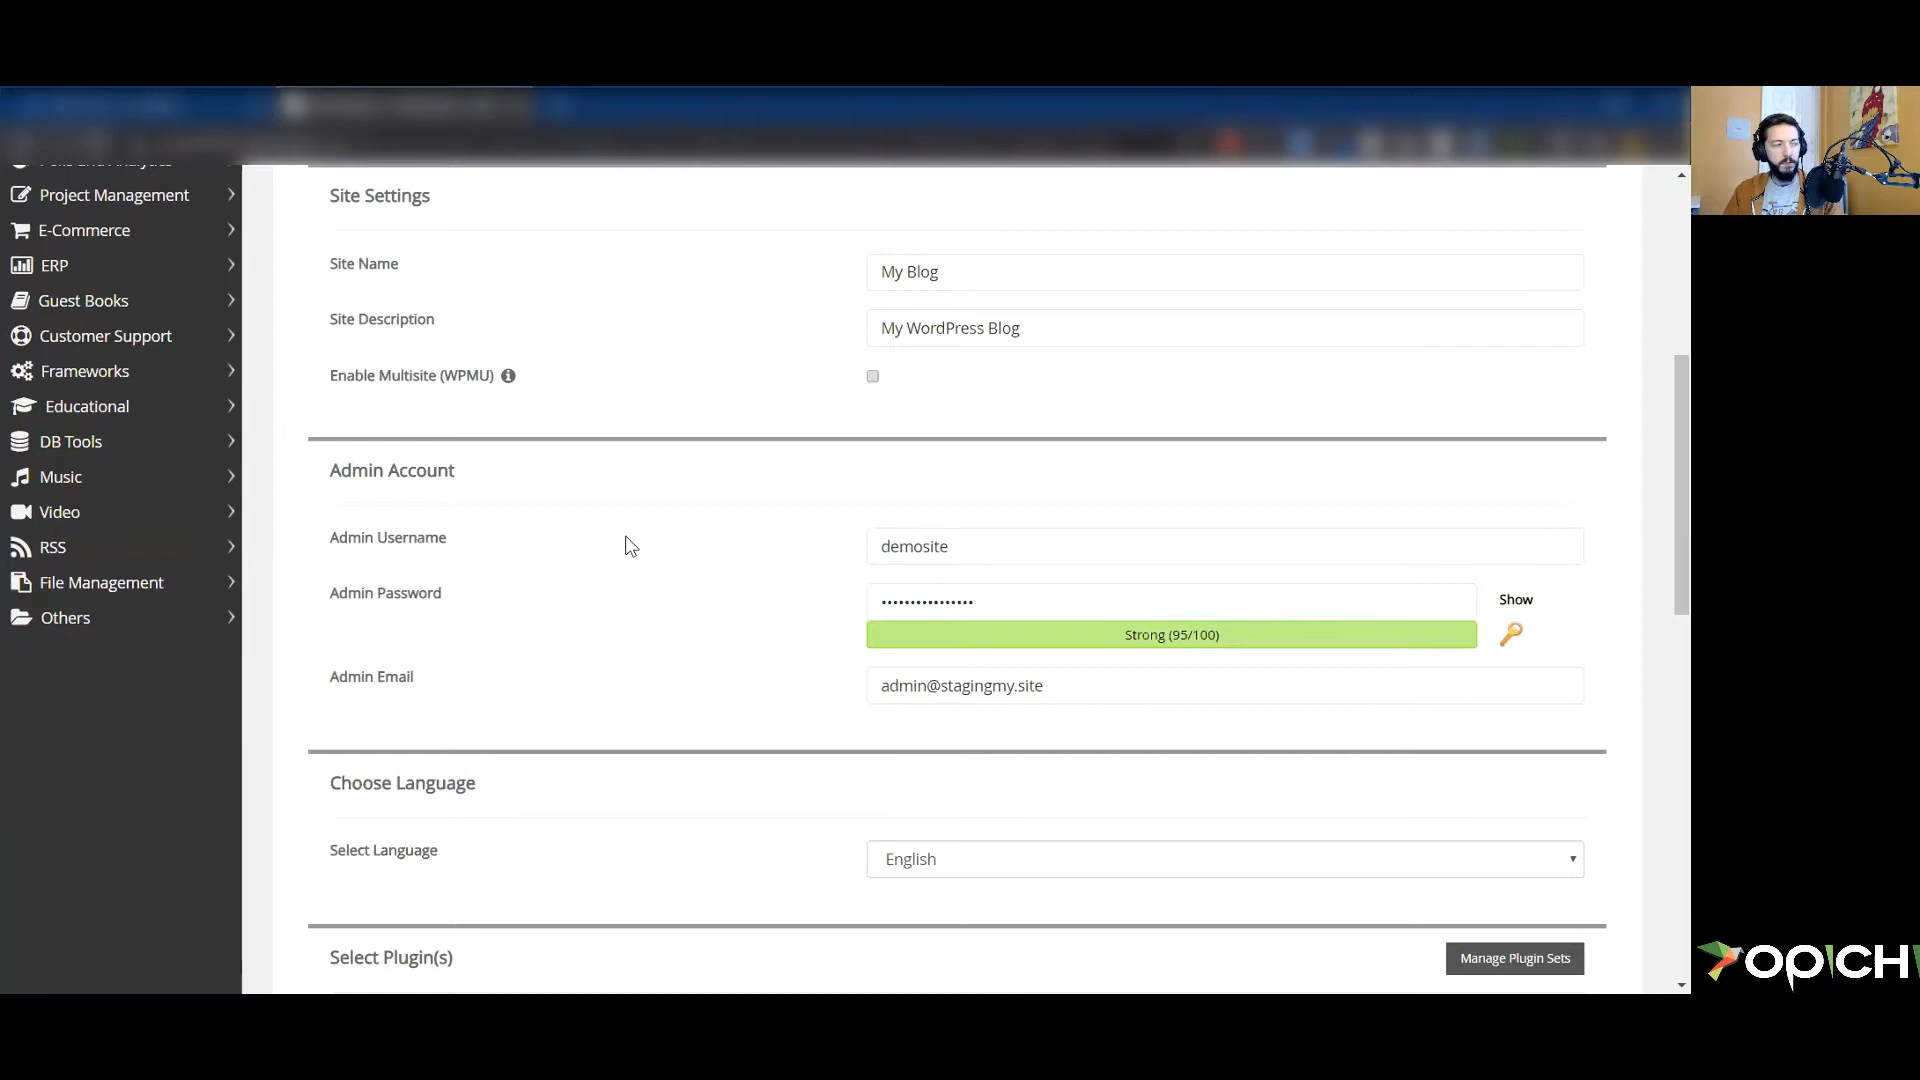 Project Management
E-Commerce
ERP
Guest Books
Customer Support
Frameworks
Educational
DB Tools
Music
Video
RSS
File Management
Others
Site Settings
Site Name
My Blog
Site Description
My WordPress Blog
Enable Multisite (WPMU)
Admin Account
Admin Username
demosite
Admin Password
••••••••••••••••
Show
Strong (95/100)
Admin Email
admin@stagingmy.site
Choose Language
Select Language
English
Select Plugin(s)
Manage Plugin Sets
OPICH